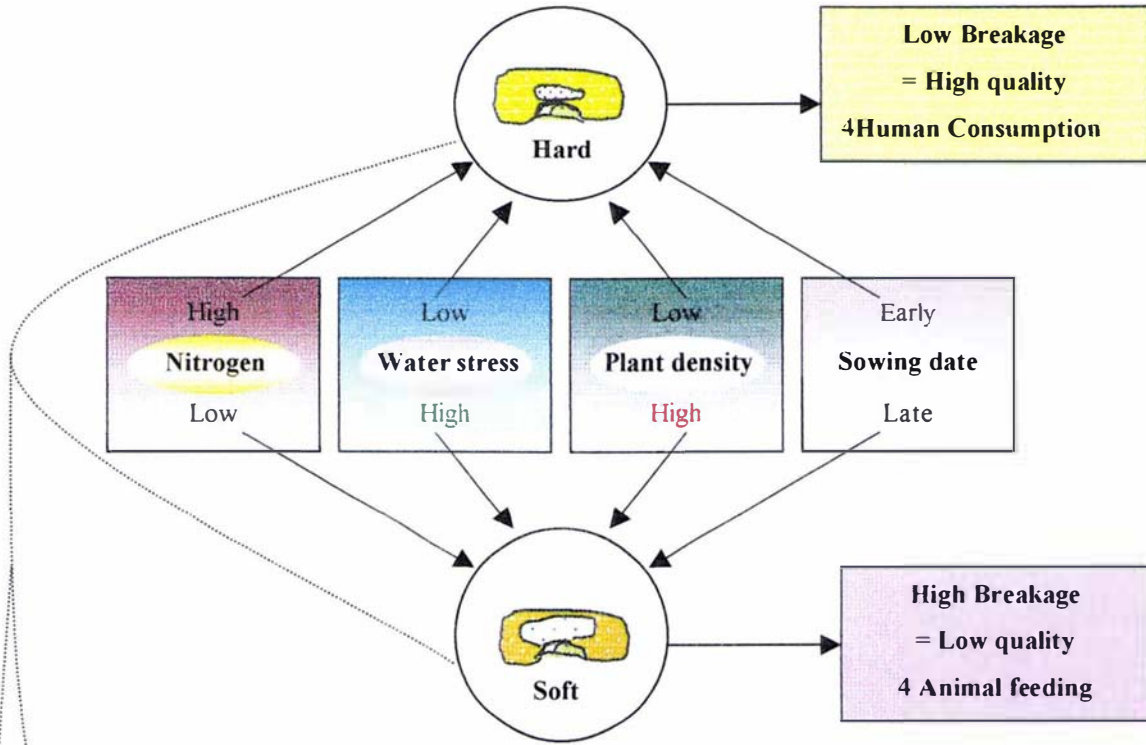 Low Breakage
= High quality
4Human Consumption
Hard
High
Nitrogen
Low
Low
Water stress
High
Low
Plant density
High
Early
Sowing date
Late
High Breakage
= Low quality
4 Animal feeding
Soft